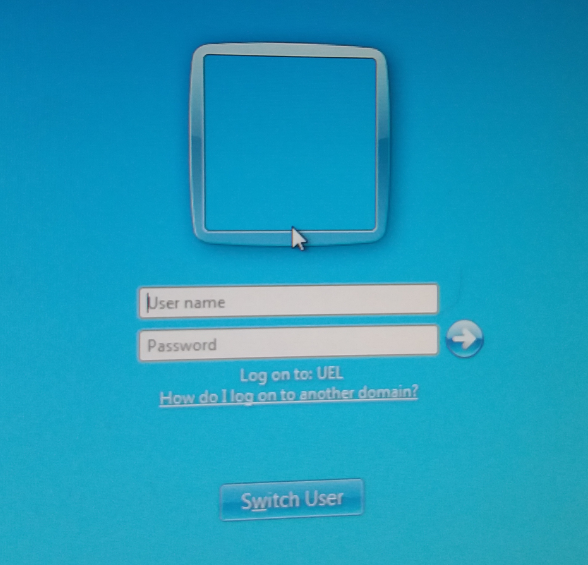 User name
Password
Log on to: UEL
How do I log on to another domain?
Switch User